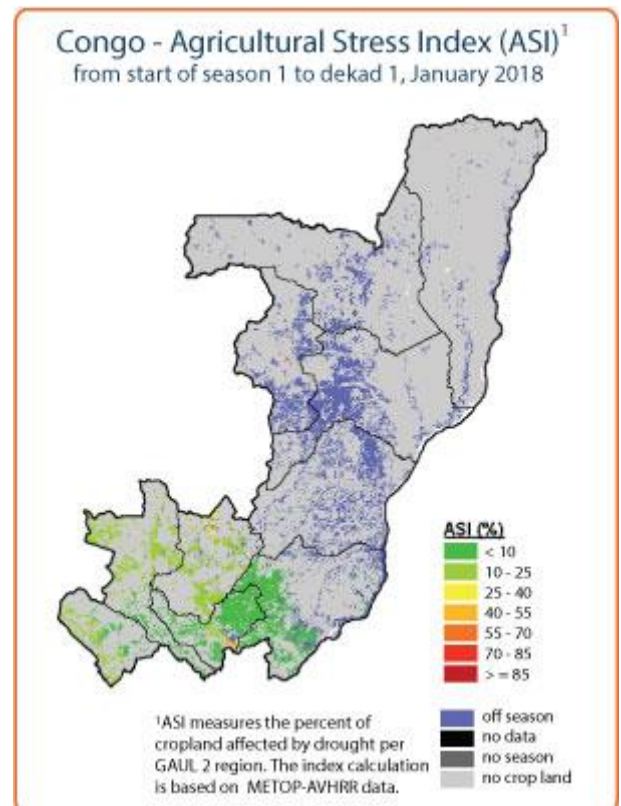 Congo - Agricultural Stress Index (ASI)1
from start of season 1 to dekad 1, January 2018
ASI (%)
< 10
10 - 25
25 - 40
40 - 55
55 - 70
70 - 85
> = 85
off season
no data
no season
no crop land
1ASI measures the percent of
cropland affected by drought per
GAUL 2 region. The index calculation
is based on METOP-AVHRR data.